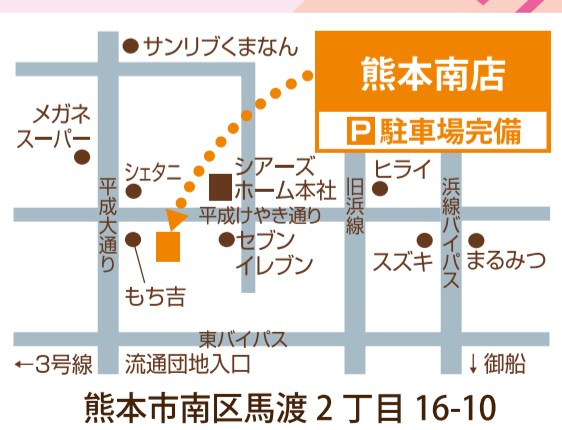 サンリブくまなん
熊本南店
P駐車場完備
メガネ
スーパー
シェタニ
シアーズ
ホーム本社
ヒライ
平成大通り
旧浜線
浜線バイパス
平成けやき通り
セブン
イレブン
スズキ
まるみつ
もち吉
東バイパス
←3号線
流通団地入口
↓御船
熊本市南区馬渡2丁目16-10